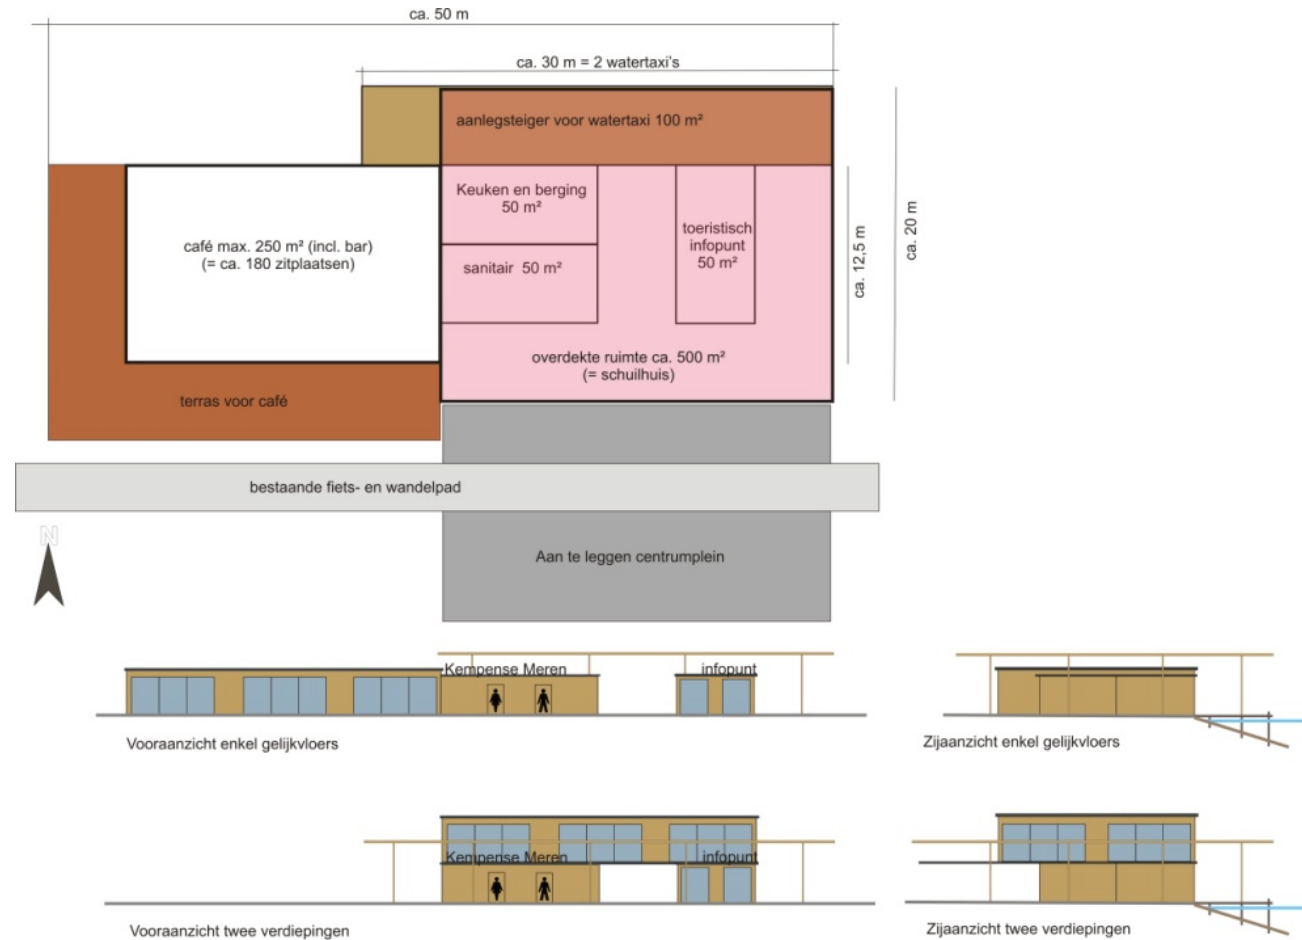 ca. 50 m
ca. 30 m = 2 watertaxi's
aanlegsteiger voor watertaxi 100 m²
Keuken en berging
50 m²
toeristisch
infopunt
50 m²
café max. 250 m² (incl. bar)
(= ca. 180 zitplaatsen)
sanitair 50 m²
ca. 12,5 m
ca. 20 m
overdekte ruimte ca. 500 m²
(= schuilhuis)
terras voor café
bestaande fiets- en wandelpad
N
Aan te leggen centrumplein
Kempense Meren
infopunt
Vooraanzicht enkel gelijkvloers
Zijaanzicht enkel gelijkvloers
Kempense Meren
infopunt
Vooraanzicht twee verdiepingen
Zijaanzicht twee verdiepingen